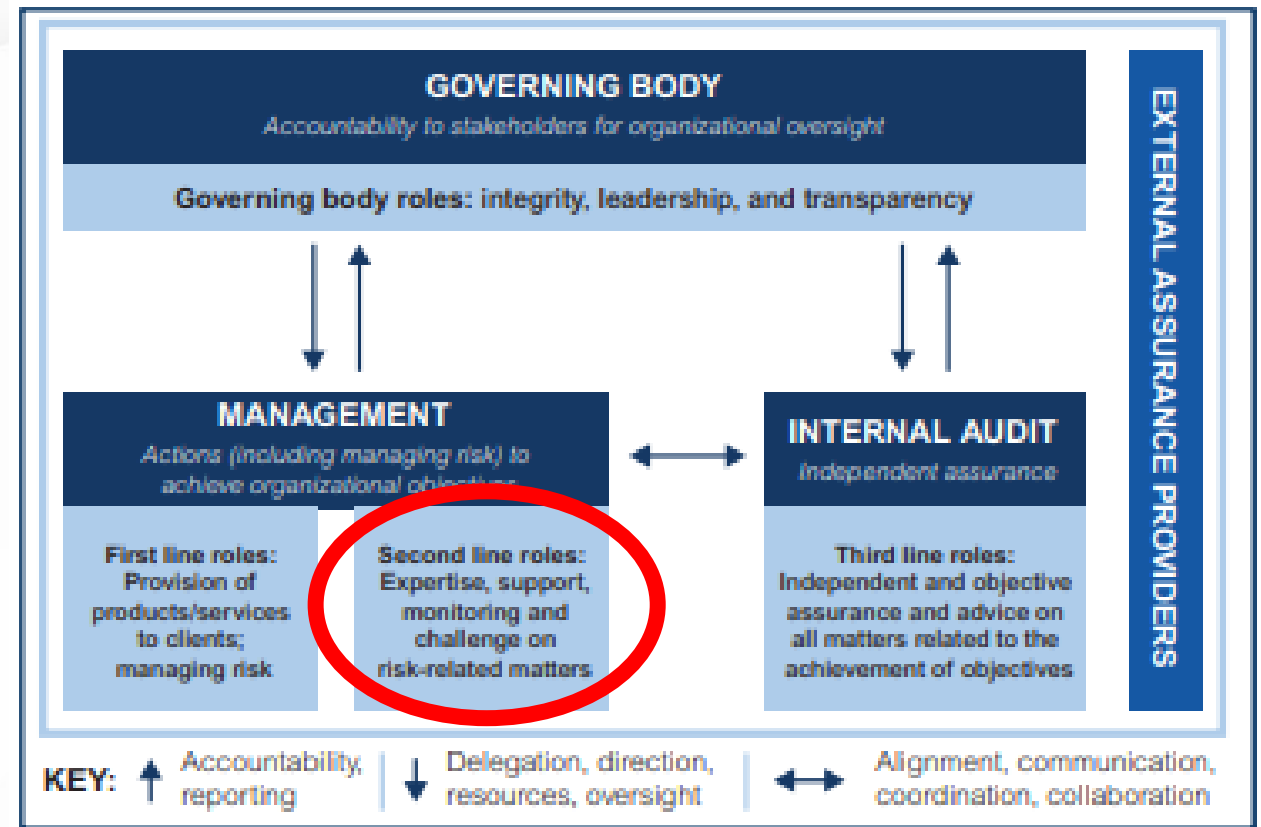 GOVERNING BODY
Accountability to stakeholders for organizational oversight
Governing body roles: integrity, leadership, and transparency
MANAGEMENT
Actions (including managing risk) to
achieve organizational objectives
First line roles:
Provision of
products/services
to clients;
managing risk
Second line roles:
Expertise, support,
monitoring and
challenge on
risk-related matters
INTERNAL AUDIT
Independent assurance
Third line roles:
Independent and objective
assurance and advice on
all matters related to the
achievement of objectives
EXTERNAL ASSURANCE PROVIDERS
KEY:
Accountability,
reporting
Delegation, direction,
resources, oversight
Alignment, communication,
coordination, collaboration